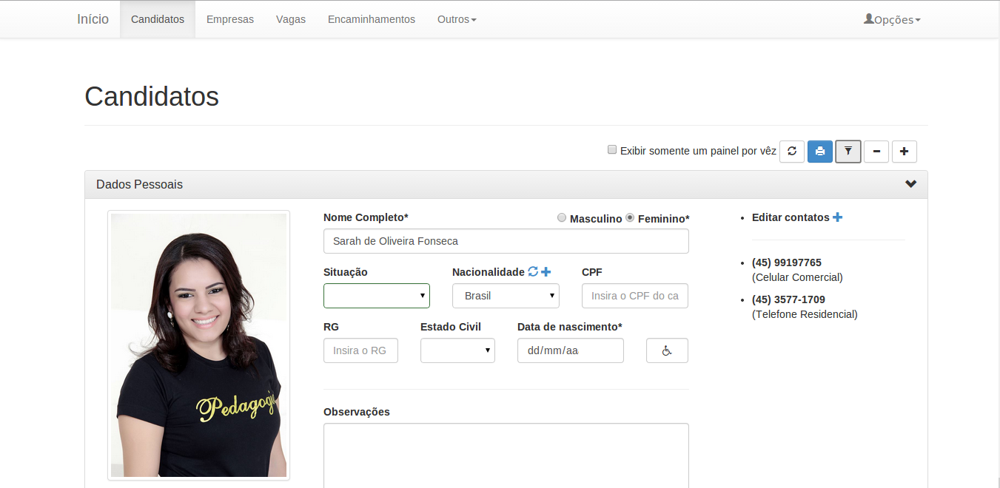 Início Candidatos Empresas Vagas Encaminhamentos Outros Opções
Candidatos
Exibir somente um painel por vêz
Dados Pessoais
Nome Completo* Masculino Feminino* Editar contatos
Sarah de Oliveira Fonseca
Situação Nacionalidade CPF
(45) 99197765
(Celular Comercial)
Brasil Insira o CPF do ca
(45) 3577-1709
(Telefone Residencial)
RG Estado Civil Data de nascimento*
Insira o RG dd/mm/aa
Observações
Pedagogi